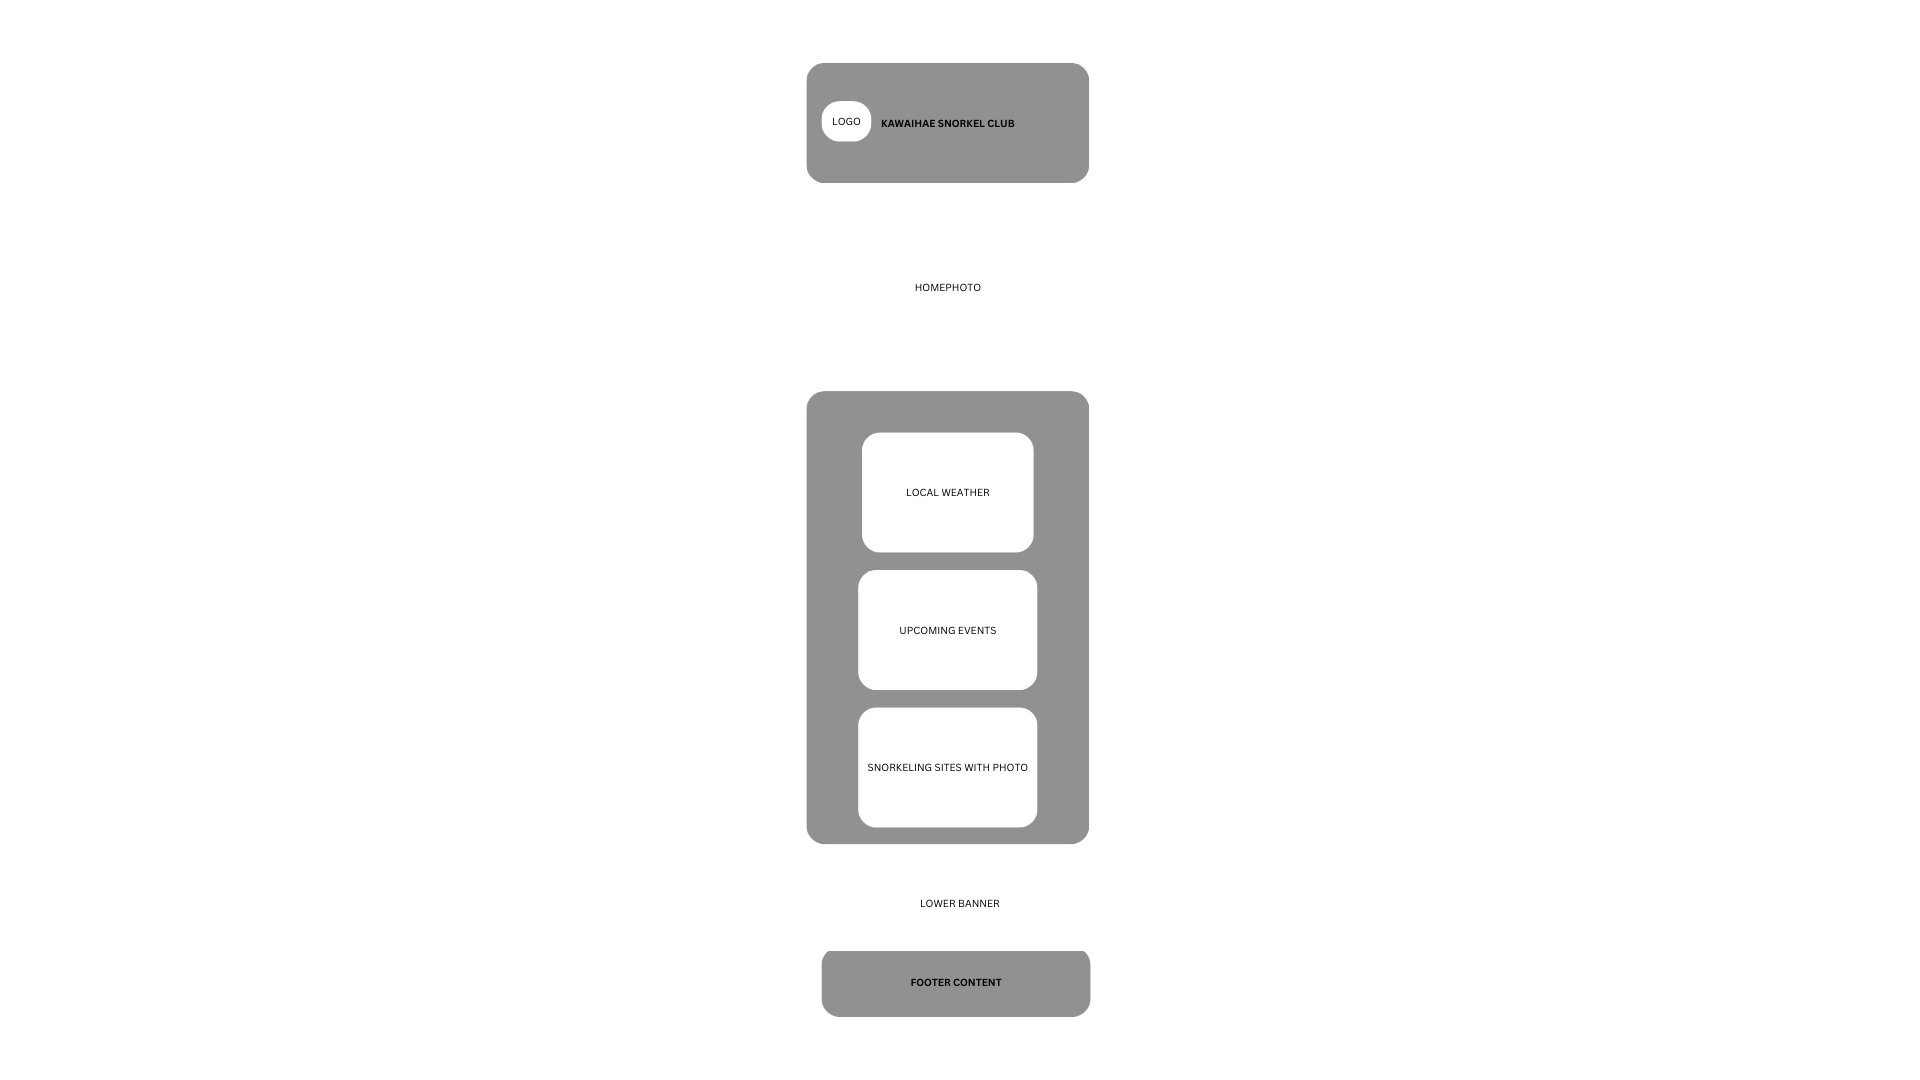 LOGO
KAWAIHAE SNORKEL CLUB
HOMEPHOTO
LOCAL WEATHER
UPCOMING EVENTS
SNORKELING SITES WITH PHOTO
LOWER BANNER
FOOTER CONTENT